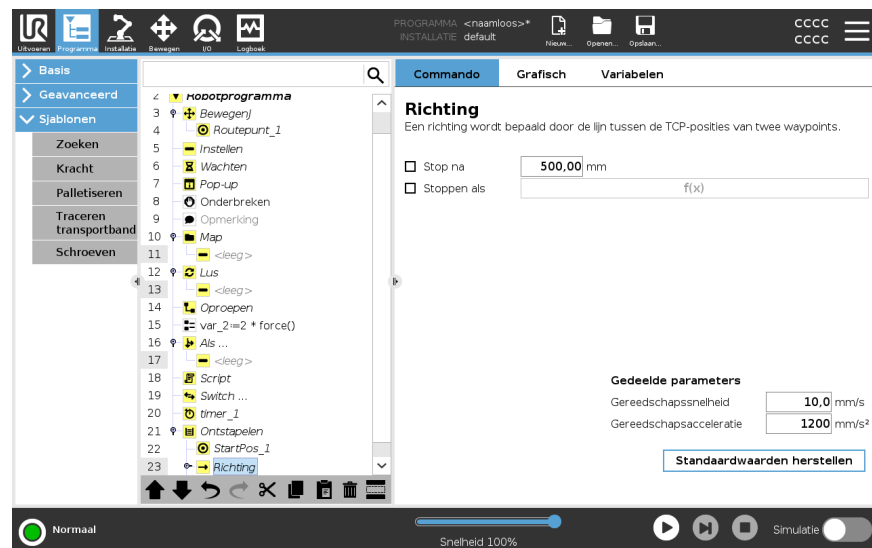 PROGRAMMA <naamloos>*
INSTALLATIE default
UR
Uitvoeren
Programma
Installatie
Bewegen
I/O
Logboek
Nieuw...
Openen...
Opslaan...
CCCC
CCCC
Basis
Geavanceerd
Sjablonen
Zoeken
Kracht
Palletiseren
Traceren
transportband
Schroeven
2 Robotprogramma
3 BewegenJ
4 Routepunt_1
5 Instellen
6 Wachten
7 Pop-up
8 Onderbreken
9 Opmerking
10 Map
11 <leeg>
12 Lus
13 <leeg>
14 Oproepen
15 var_2:=2 * force()
16 Als ...
17 <leeg>
18 Script
19 Switch ...
20 timer_1
21 Ontstapelen
22 StartPos_1
23 Richting
Commando
Grafisch
Variabelen
Richting
Een richting wordt bepaald door de lijn tussen de TCP-posities van twee waypoints.
Stop na 500,00 mm
Stoppen als f(x)
Gedeelde parameters
Gereedschapssnelheid 10,0 mm/s
Gereedschapsacceleratie 1200 mm/s²
Standaardwaarden herstellen
Normaal
Snelheid 100%
Simulatie